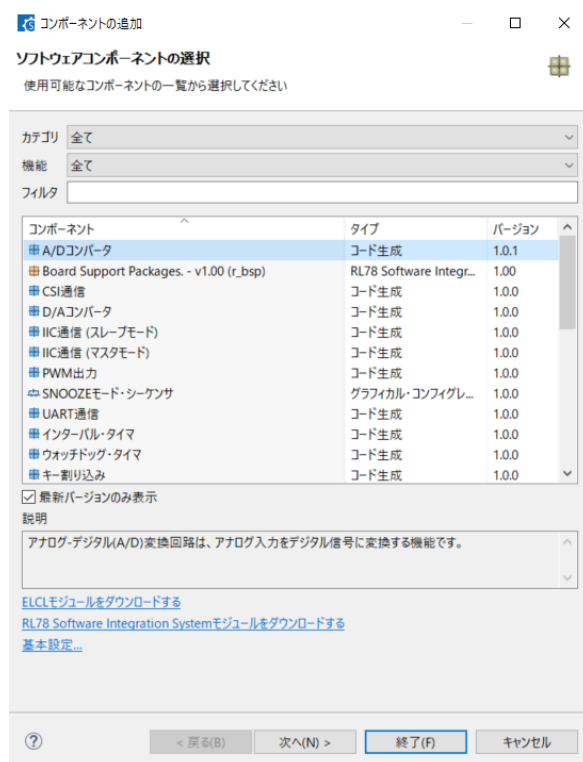 コンポーネントの追加
ソフトウェアコンポーネントの選択
使用可能なコンポーネントの一覧から選択してください
カテゴリ 全て
機能 全て
フィルタ
コンポーネント タイプ バージョン
A/Dコンバータ コード生成 1.0.1
Board Support Packages. - v1.00 (r_bsp) RL78 Software Integr... 1.00
CSI通信 コード生成 1.0.0
D/Aコンバータ コード生成 1.0.0
IIC通信 (スレーブモード) コード生成 1.0.0
IIC通信 (マスタモード) コード生成 1.0.0
PWM出力 コード生成 1.0.0
SNOOZEモード・シーケンサ グラフィカル・コンフィグレ... 1.0.0
UART通信 コード生成 1.0.0
インターバル・タイマ コード生成 1.0.0
ウォッチドッグ・タイマ コード生成 1.0.0
キー割り込み コード生成 1.0.0
最新バージョンのみ表示
説明
アナログ-デジタル(A/D)変換回路は、アナログ入力をデジタル信号に変換する機能です。
ELCLモジュールをダウンロードする
RL78 Software Integration Systemモジュールをダウンロードする
基本設定...
? < 戻る(B) 次へ(N) > 終了(F) キャンセル